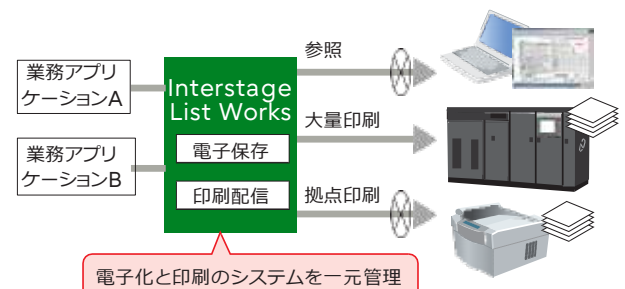 業務アプリ
ケーションA
業務アプリ
ケーションB
Interstage
List Works
電子保存
印刷配信
参照
大量印刷
拠点印刷
電子化と印刷のシステムを一元管理